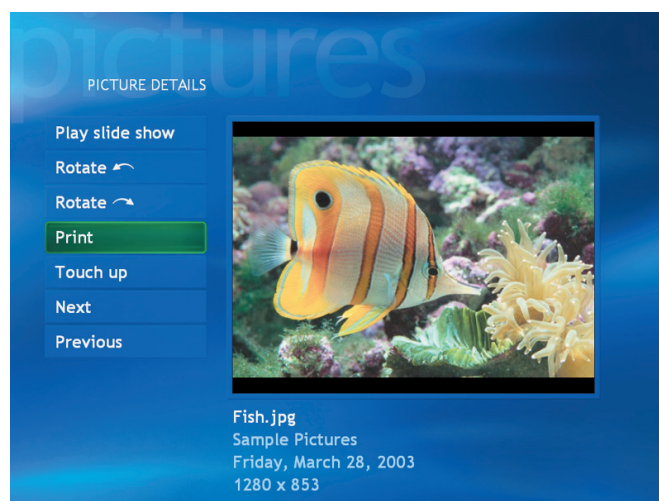 pictures
PICTURE DETAILS
Play slide show
Rotate
Rotate
Print
Touch up
Next
Previous
Fish.jpg
Sample Pictures
Friday, March 28, 2003
1280 x 853